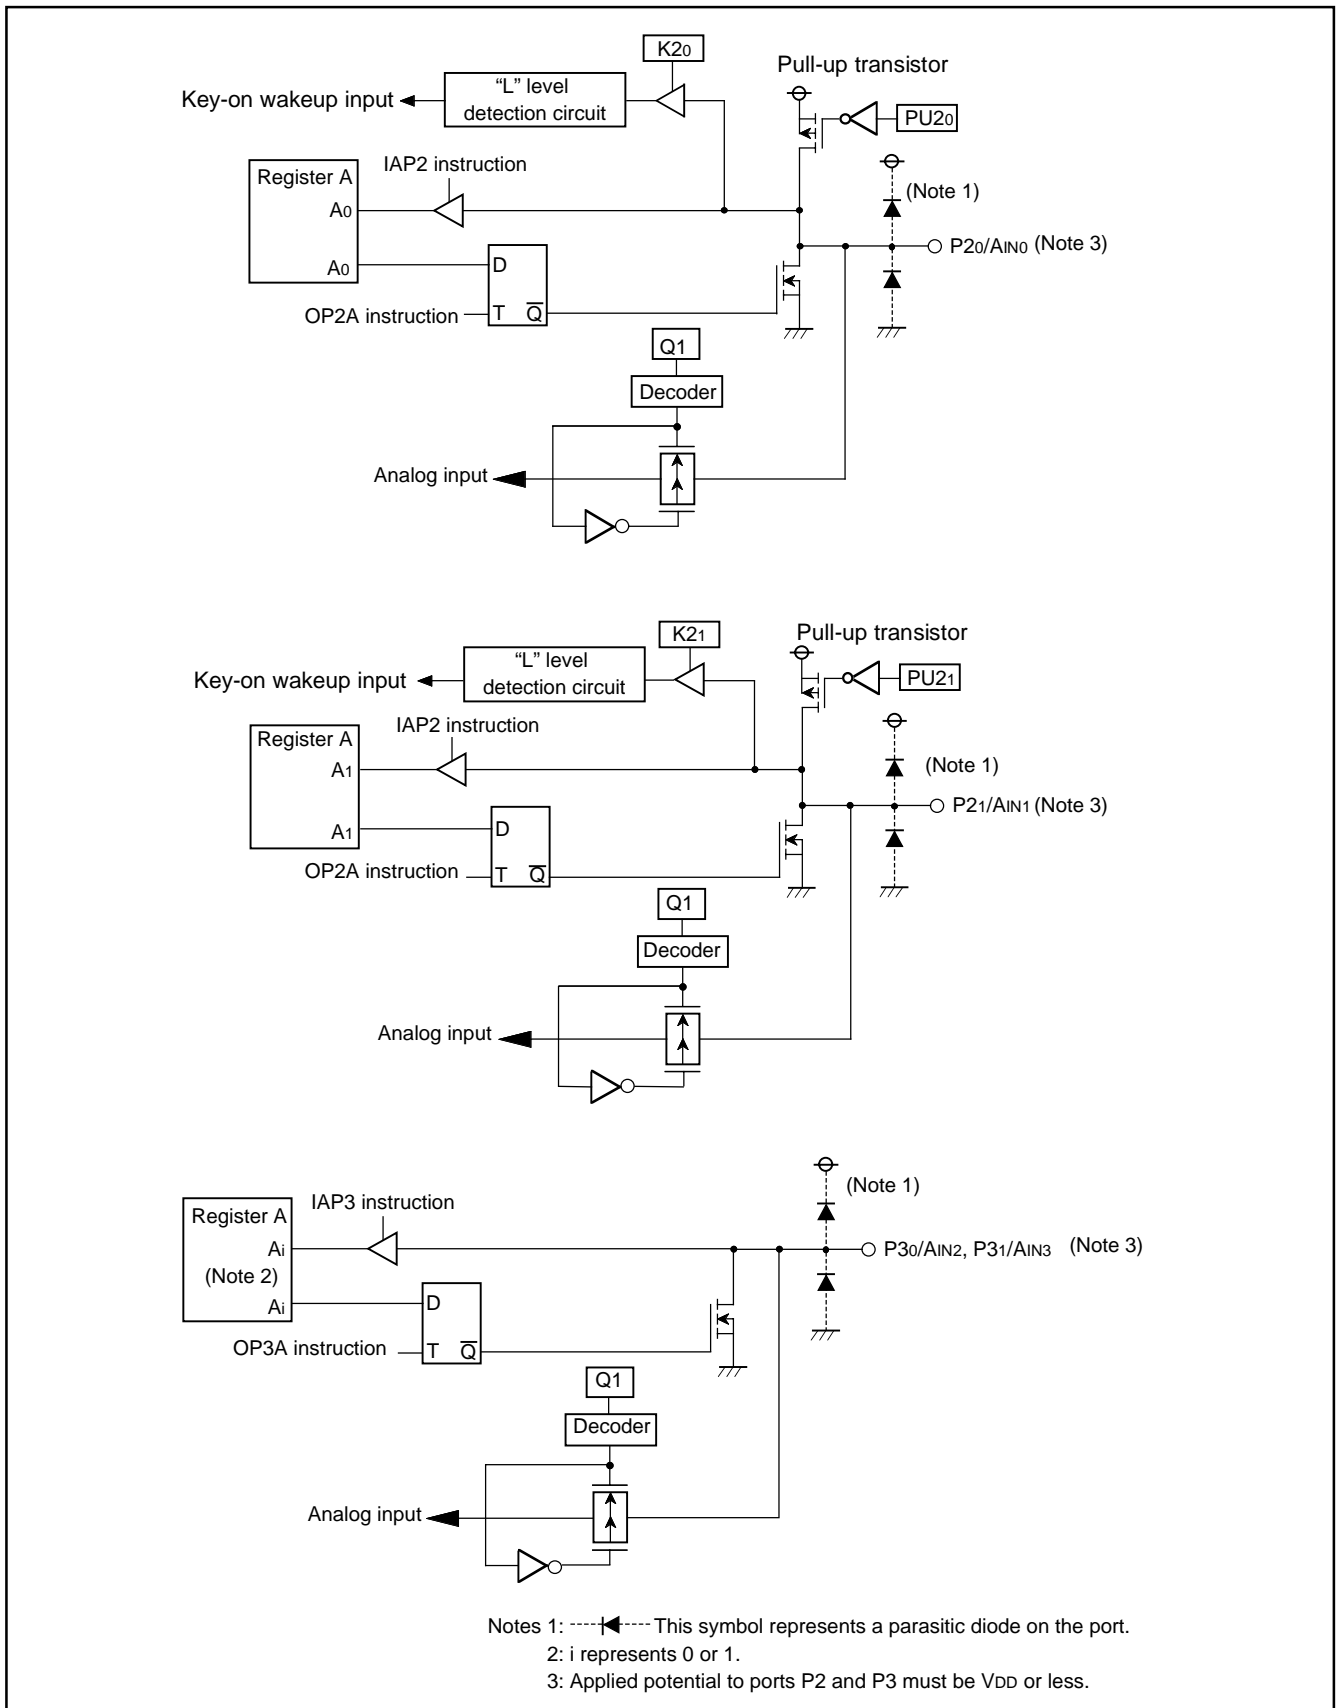 K20
Pull-up transistor
"L" level
detection circuit
Key-on wakeup input
PU20
IAP2 instruction
Register A
A0
(Note 1)
P20/AIN0 (Note 3)
A0
D
OP2A instruction
T Q̅
Q1
Decoder
Analog input
K21
Pull-up transistor
"L" level
detection circuit
Key-on wakeup input
PU21
IAP2 instruction
Register A
A1
(Note 1)
P21/AIN1 (Note 3)
A1
D
OP2A instruction
T Q̅
Q1
Decoder
Analog input
IAP3 instruction
Register A
(Note 1)
Ai
P30/AIN2, P31/AIN3 (Note 3)
(Note 2)
Ai
D
OP3A instruction
T Q̅
Q1
Decoder
Analog input
Notes 1: This symbol represents a parasitic diode on the port.
2: i represents 0 or 1.
3: Applied potential to ports P2 and P3 must be VDD or less.